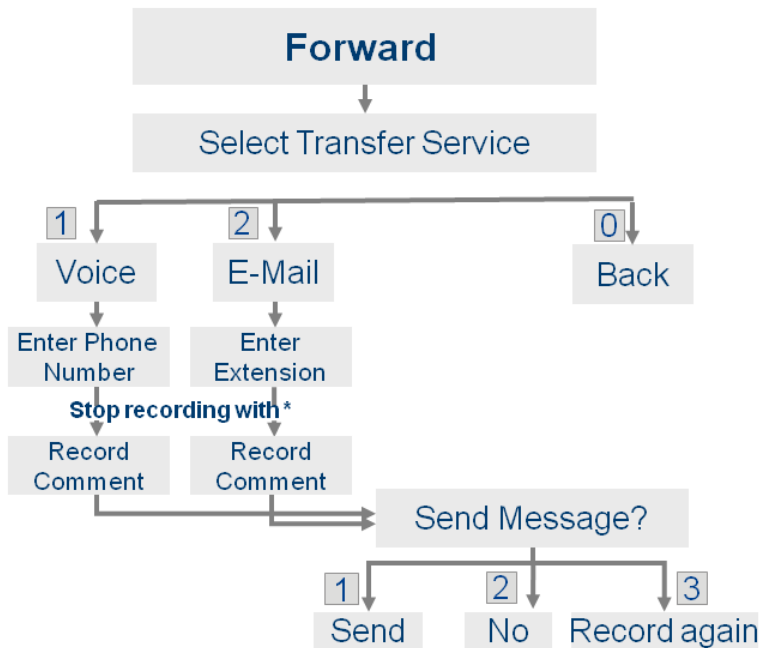 Forward
Select Transfer Service
1
2
0
Voice
E-Mail
Back
Enter Phone
Number
Enter
Extension
Stop recording with *
Record
Comment
Record
Comment
Send Message?
1
2
3
Send
No
Record again